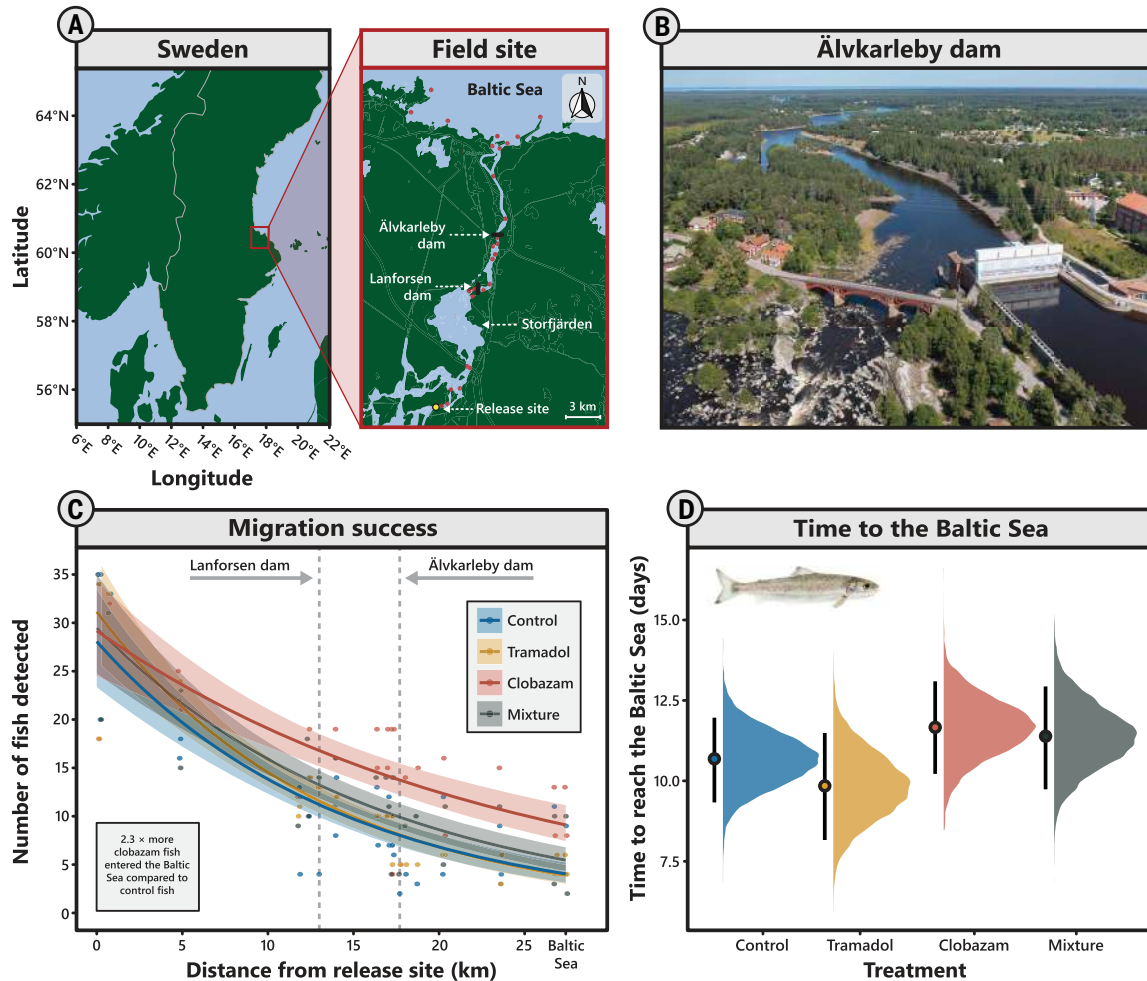 A
Sweden
64°N
62°N
60°N
58°N
56°N
Latitude
6°E
8°E
10°E
12°E
14°E
16°E
18°E
20°E
22°E
Longitude
Field site
Baltic Sea
N
Älvkarleby
dam
Lanforsen
dam
Storfjärden
Release site
3 km
B
Älvkarleby dam
C
Migration success
Lanforsen dam
Älvkarleby dam
Control
Tramadol
Clobazam
Mixture
2.3 × more
clobazam fish
entered the Baltic
Sea compared to
control fish
35
30
25
20
15
10
5
0
Number of fish detected
0
5
10
15
20
25
Baltic
Sea
Distance from release site (km)
D
Time to the Baltic Sea
15.0
12.5
10.0
7.5
Time to reach the Baltic Sea (days)
Control
Tramadol
Clobazam
Mixture
Treatment